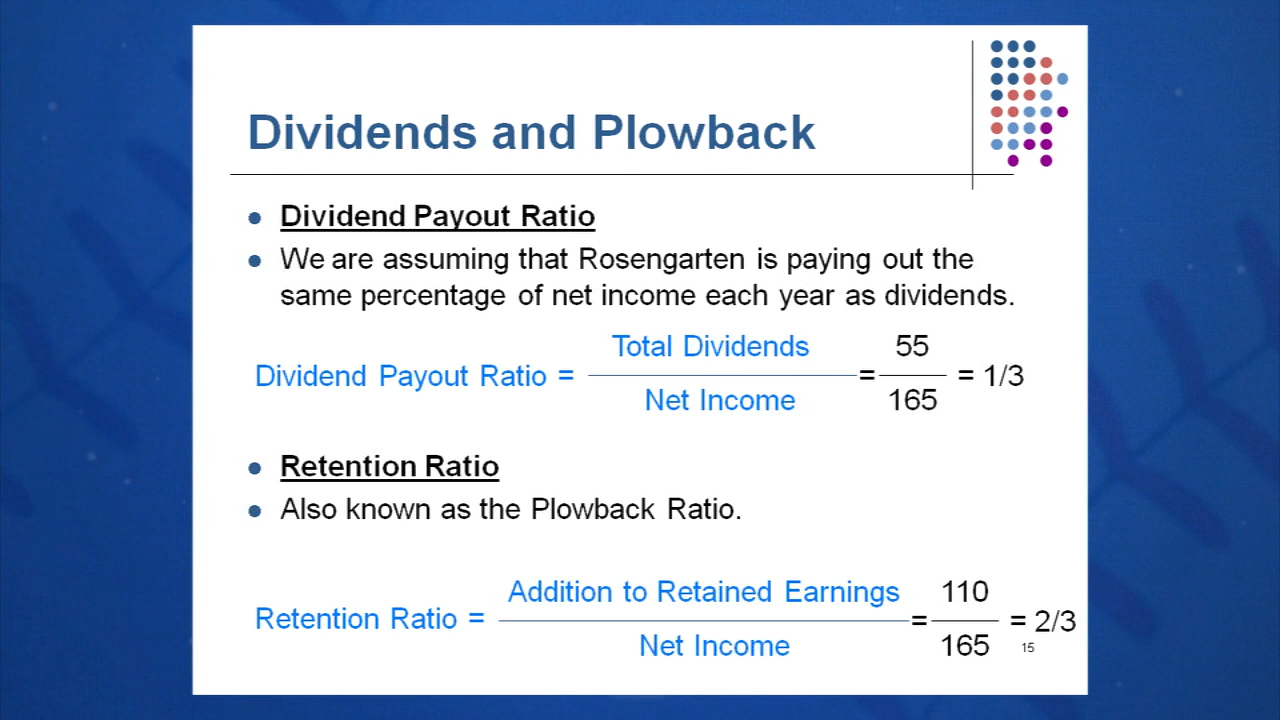 Dividends and Plowback
Dividend Payout Ratio
We are assuming that Rosengarten is paying out the
same percentage of net income each year as dividends.
Dividend Payout Ratio = Total Dividends / Net Income = 55 / 165 = 1/3
Retention Ratio
Also known as the Plowback Ratio.
Retention Ratio = Addition to Retained Earnings / Net Income = 110 / 165 = 2/3
15